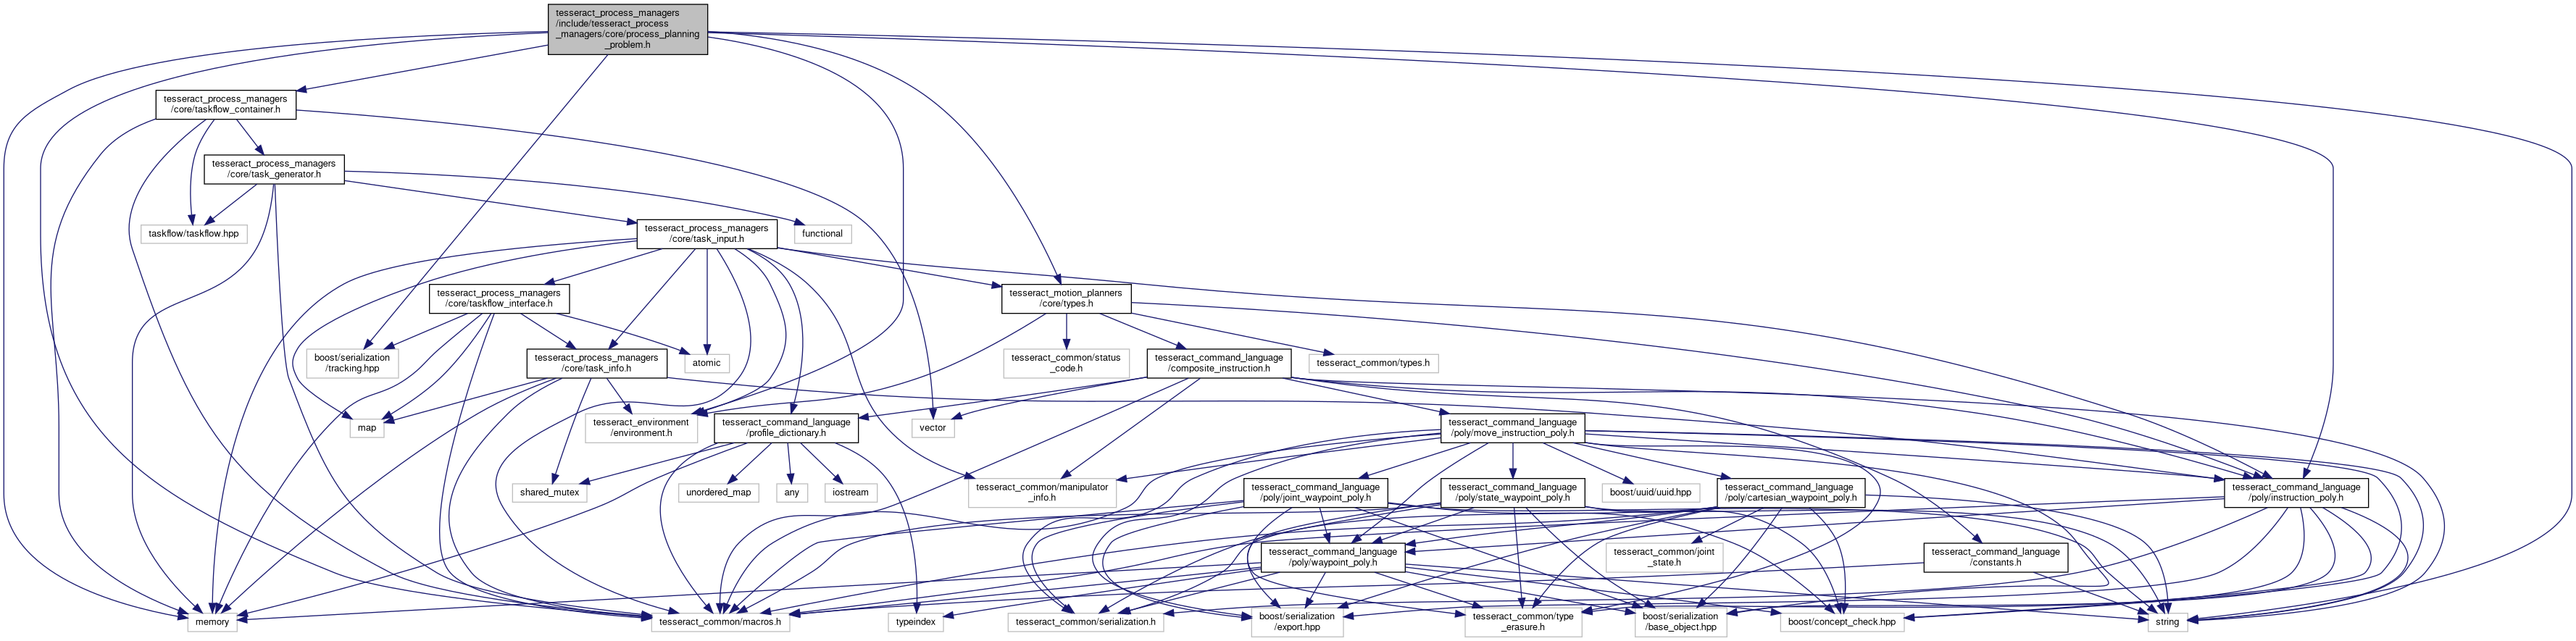 tesseract_process_managers
/include/tesseract_process
_managers/core/process_planning
_problem.h
tesseract_process_managers
/core/taskflow_container.h
tesseract_process_managers
/core/task_generator.h
taskflow/taskflow.hpp
tesseract_process_managers
/core/task_input.h
functional
tesseract_process_managers
/core/taskflow_interface.h
tesseract_motion_planners
/core/types.h
boost/serialization
/tracking.hpp
tesseract_process_managers
/core/task_info.h
atomic
tesseract_common/status
_code.h
tesseract_command_language
/composite_instruction.h
tesseract_common/types.h
map
tesseract_environment
/environment.h
tesseract_command_language
/profile_dictionary.h
vector
tesseract_command_language
/poly/move_instruction_poly.h
shared_mutex
unordered_map
any
iostream
tesseract_common/manipulator
_info.h
tesseract_command_language
/poly/joint_waypoint_poly.h
tesseract_command_language
/poly/state_waypoint_poly.h
boost/uuid/uuid.hpp
tesseract_command_language
/poly/cartesian_waypoint_poly.h
tesseract_command_language
/poly/instruction_poly.h
tesseract_command_language
/poly/waypoint_poly.h
tesseract_common/joint
_state.h
tesseract_command_language
/constants.h
memory
tesseract_common/macros.h
typeindex
tesseract_common/serialization.h
boost/serialization
/export.hpp
tesseract_common/type
_erasure.h
boost/serialization
/base_object.hpp
boost/concept_check.hpp
string